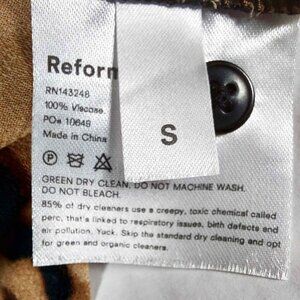 Reform
RN143248
100% Viscose
PO# 10649
Made in China
S
P
GREEN DRY CLEAN. DO NOT MACHINE WASH.
DO NOT BLEACH.
85% of dry cleaners use a creepy, toxic chemical called
perc, that's linked to respiratory issues, birth defects and
air pollution. Yuck. Skip the standard dry cleaning and opt
for green and organic cleaners.